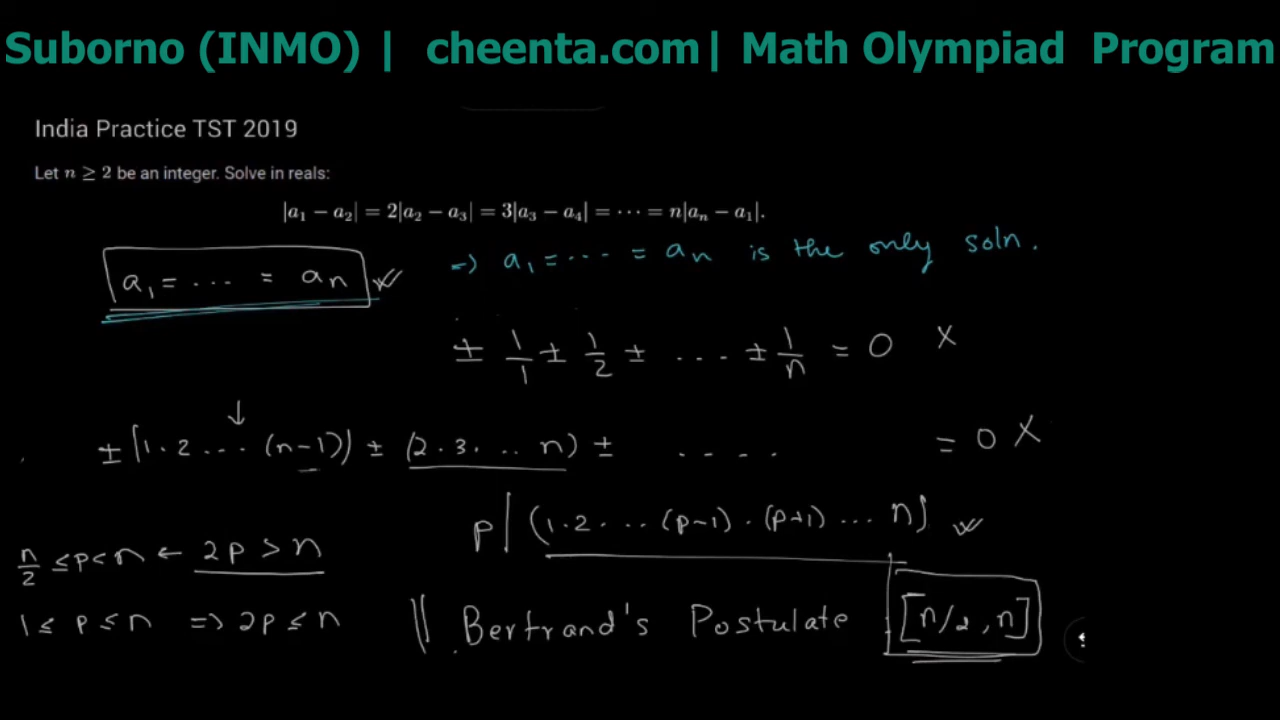 Suborno (INMO) | cheenta.com| Math Olympiad Program
India Practice TST 2019
Let n ≥ 2 be an integer. Solve in reals:
|a₁ − a₂| = 2|a₂ − a₃| = 3|a₃ − a₄| = ··· = n|aₙ − a₁|.
a₁ = ... = aₙ
=> a₁ = ... = aₙ is the only soln.
± 1/1 ± 1/2 ± ... ± 1/n = 0 X
± [1·2 ... (n-1)] ± (2·3· .. n) ± .... = 0 X
p | (1·2 ... (p-1) · (p+1) ... n)
n/2 ≤ p < n ← 2p > n
1 ≤ p ≤ n => 2p ≤ n
|| Bertrand's Postulate [n/2, n]